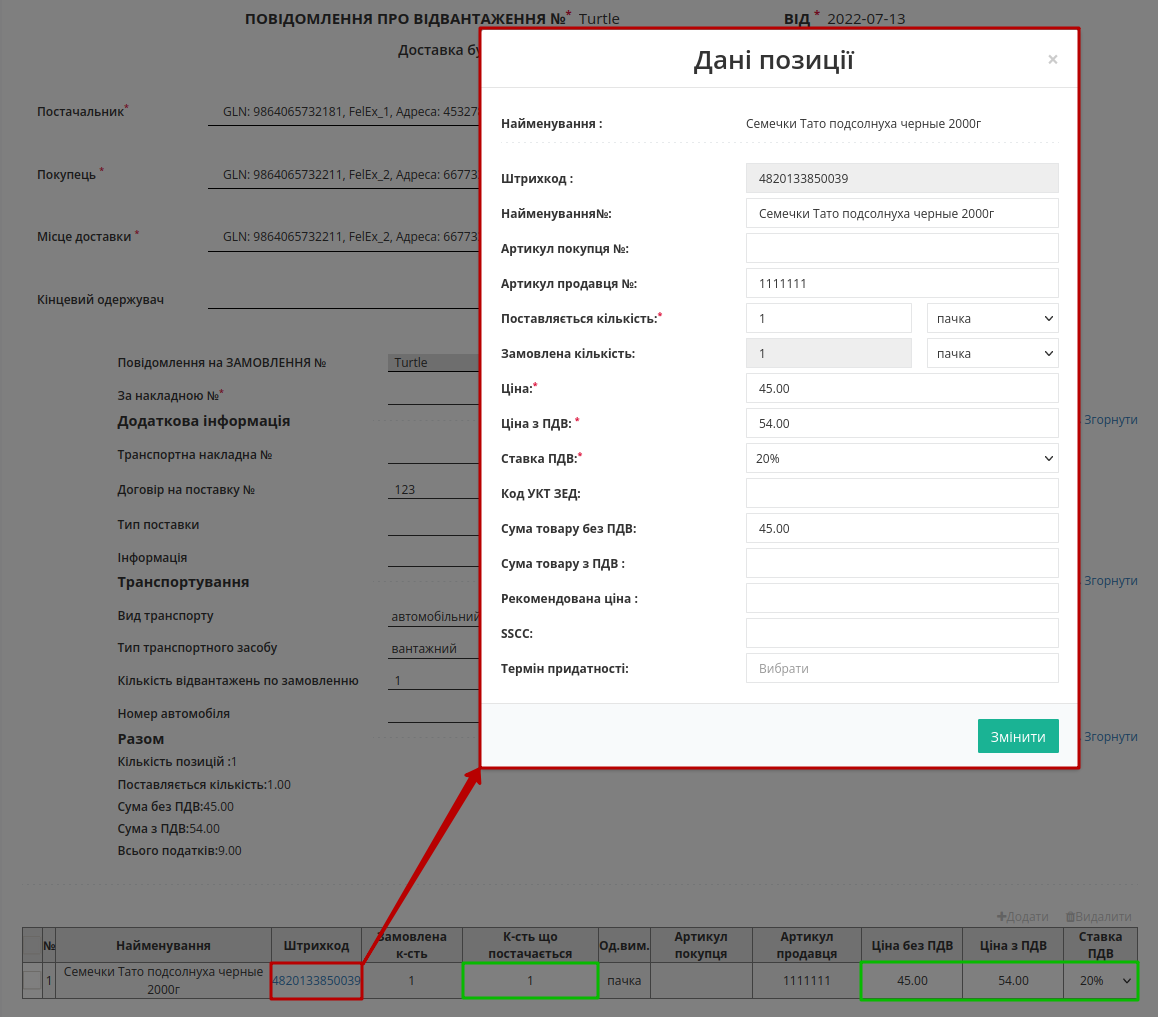 ПОВІДОМЛЕННЯ ПРО ВІДВАНТАЖЕННЯ №* Turtle ВІД * 2022-07-13
Доставка бу
Постачальник* GLN: 9864065732181, FelEx_1, Адреса: 45327
Покупець * GLN: 9864065732211, FelEx_2, Адреса: 66773
Місце доставки * GLN: 9864065732211, FelEx_2, Адреса: 66773
Кінцевий одержувач
Повідомлення на ЗАМОВЛЕННЯ № Turtle
За накладною №*
Додаткова інформація Згорнути
Транспортна накладна №
Договір на поставку № 123
Тип поставки
Інформація
Транспортування Згорнути
Вид транспорту автомобільний
Тип транспортного засобу вантажний
Кількість відвантажень по замовленню 1
Номер автомобіля
Разом Згорнути
Кількість позицій :1
Поставляється кількість:1.00
Сума без ПДВ:45.00
Сума з ПДВ:54.00
Всього податків:9.00
Дані позиції ×
Найменування : Семечки Тато подсолнуха черные 2000г
Штрихкод : 4820133850039
Найменування№: Семечки Тато подсолнуха черные 2000г
Артикул покупця №:
Артикул продавця №: 1111111
Поставляється кількість:* 1 пачка
Замовлена кількість: 1 пачка
Ціна:* 45.00
Ціна з ПДВ: * 54.00
Ставка ПДВ:* 20%
Код УКТ ЗЕД:
Сума товару без ПДВ: 45.00
Сума товару з ПДВ :
Рекомендована ціна :
SSCC:
Термін придатності: Вибрати
Змінити
Додати Видалити
№ Найменування Штрихкод Замовлена к-сть К-сть що постачається Од.вим. Артикул покупця Артикул продавця Ціна без ПДВ Ціна з ПДВ Ставка ПДВ
1 Семечки Тато подсолнуха черные 2000г 4820133850039 1 1 пачка 1111111 45.00 54.00 20%